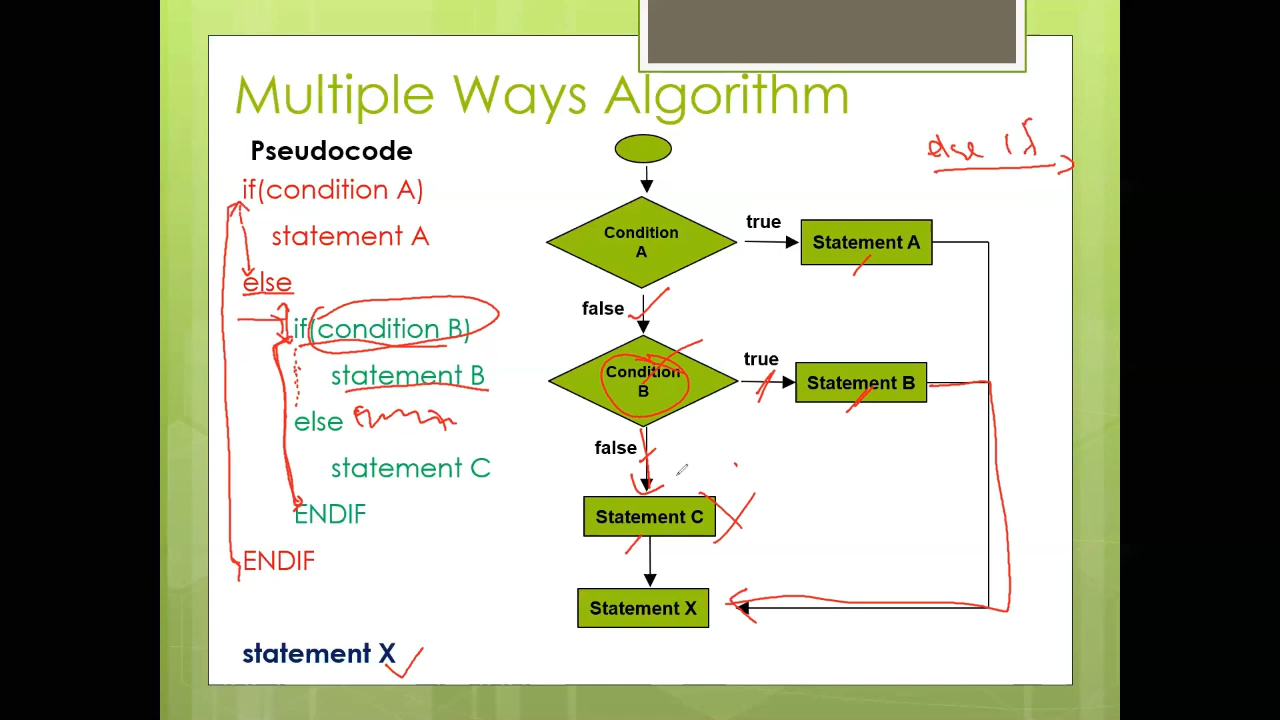 Multiple Ways Algorithm
Pseudocode
if(condition A)
statement A
else
if(condition B)
statement B
else
statement C
ENDIF
ENDIF
statement X
else if
Condition
A
true
Statement A
false
Condition
B
true
Statement B
false
Statement C
Statement X